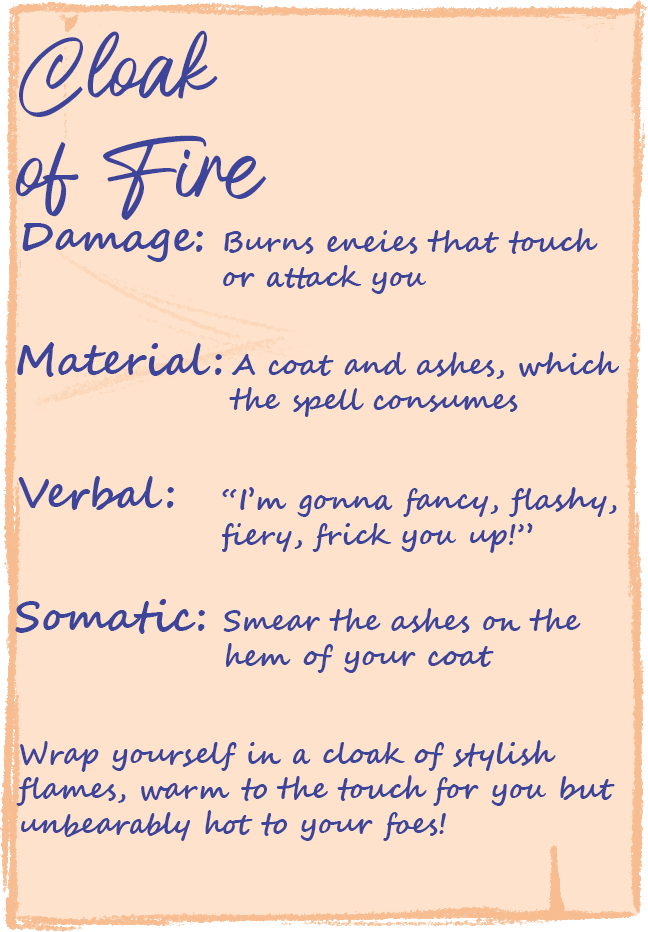 Cloak
of Fire
Damage: Burns eneies that touch
or attack you
Material: A coat and ashes, which
the spell consumes
Verbal: “I’m gonna fancy, flashy,
fiery, frick you up!”
Somatic: Smear the ashes on the
hem of your coat
Wrap yourself in a cloak of stylish
flames, warm to the touch for you but
unbearably hot to your foes!